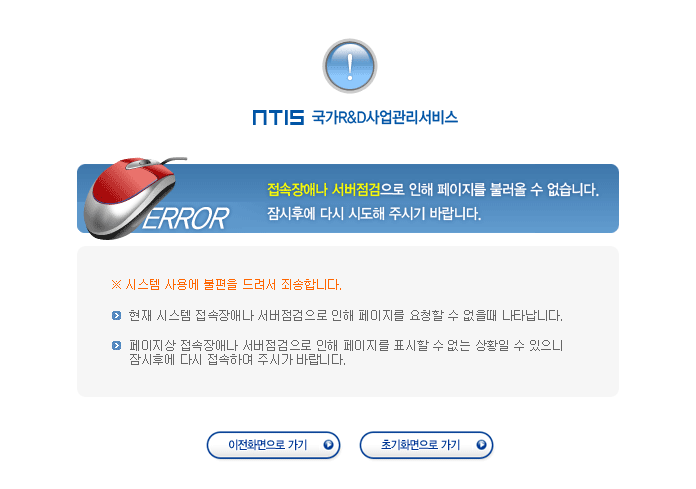 NTIS 국가R&D사업관리서비스
접속장애나 서버점검으로 인해 페이지를 불러올 수 없습니다.
잠시후에 다시 시도해 주시기 바랍니다.
ERROR
※ 시스템 사용에 불편을 드려서 죄송합니다.
현재 시스템 접속장애나 서버점검으로 인해 페이지를 요청할 수 없을때 나타납니다.
페이지상 접속장애나 서버점검으로 인해 페이지를 표시할 수 없는 상황일 수 있으니
잠시후에 다시 접속하여 주시가 바랍니다.
이전화면으로 가기
초기화면으로 가기